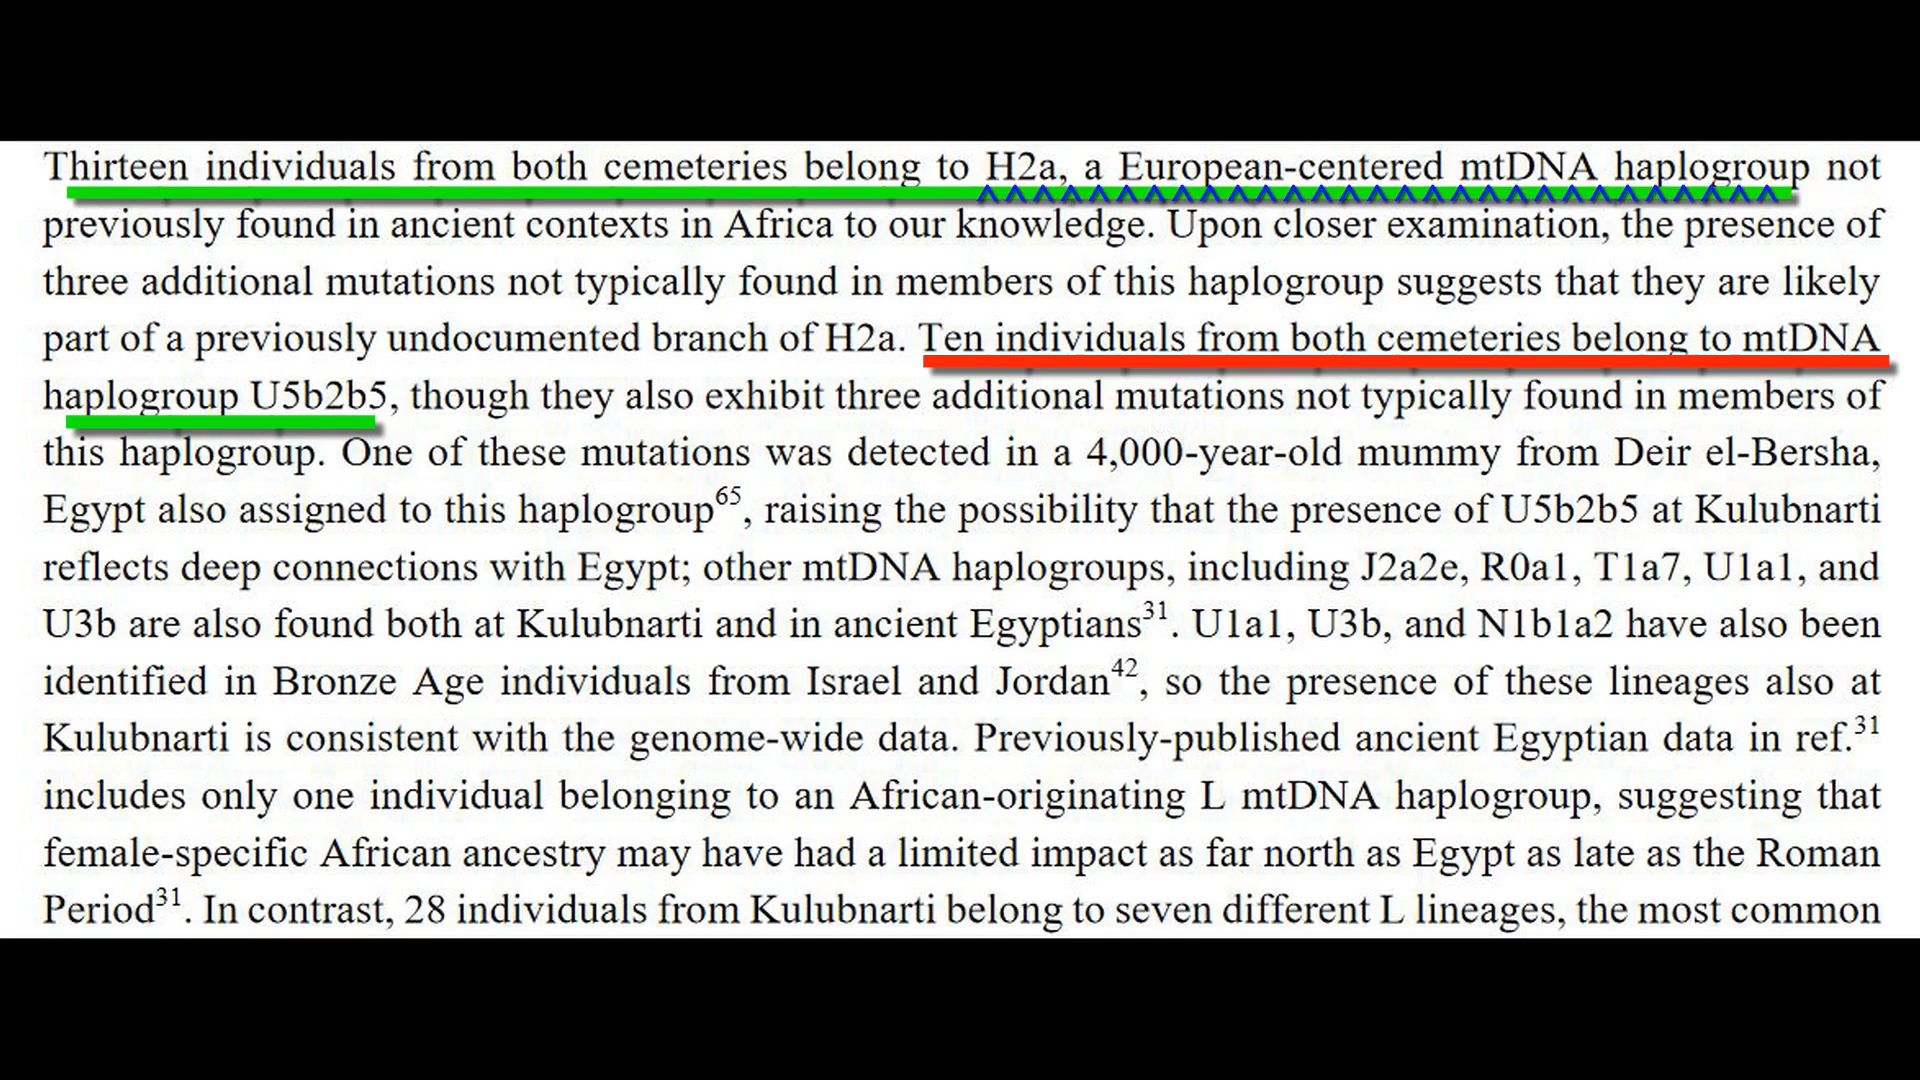 Thirteen individuals from both cemeteries belong to H2a, a European-centered mtDNA haplogroup not
previously found in ancient contexts in Africa to our knowledge. Upon closer examination, the presence of
three additional mutations not typically found in members of this haplogroup suggests that they are likely
part of a previously undocumented branch of H2a. Ten individuals from both cemeteries belong to mtDNA
haplogroup U5b2b5, though they also exhibit three additional mutations not typically found in members of
this haplogroup. One of these mutations was detected in a 4,000-year-old mummy from Deir el-Bersha,
Egypt also assigned to this haplogroup65, raising the possibility that the presence of U5b2b5 at Kulubnarti
reflects deep connections with Egypt; other mtDNA haplogroups, including J2a2e, R0a1, T1a7, U1a1, and
U3b are also found both at Kulubnarti and in ancient Egyptians31. U1a1, U3b, and N1b1a2 have also been
identified in Bronze Age individuals from Israel and Jordan42, so the presence of these lineages also at
Kulubnarti is consistent with the genome-wide data. Previously-published ancient Egyptian data in ref.31
includes only one individual belonging to an African-originating L mtDNA haplogroup, suggesting that
female-specific African ancestry may have had a limited impact as far north as Egypt as late as the Roman
Period31. In contrast, 28 individuals from Kulubnarti belong to seven different L lineages, the most common